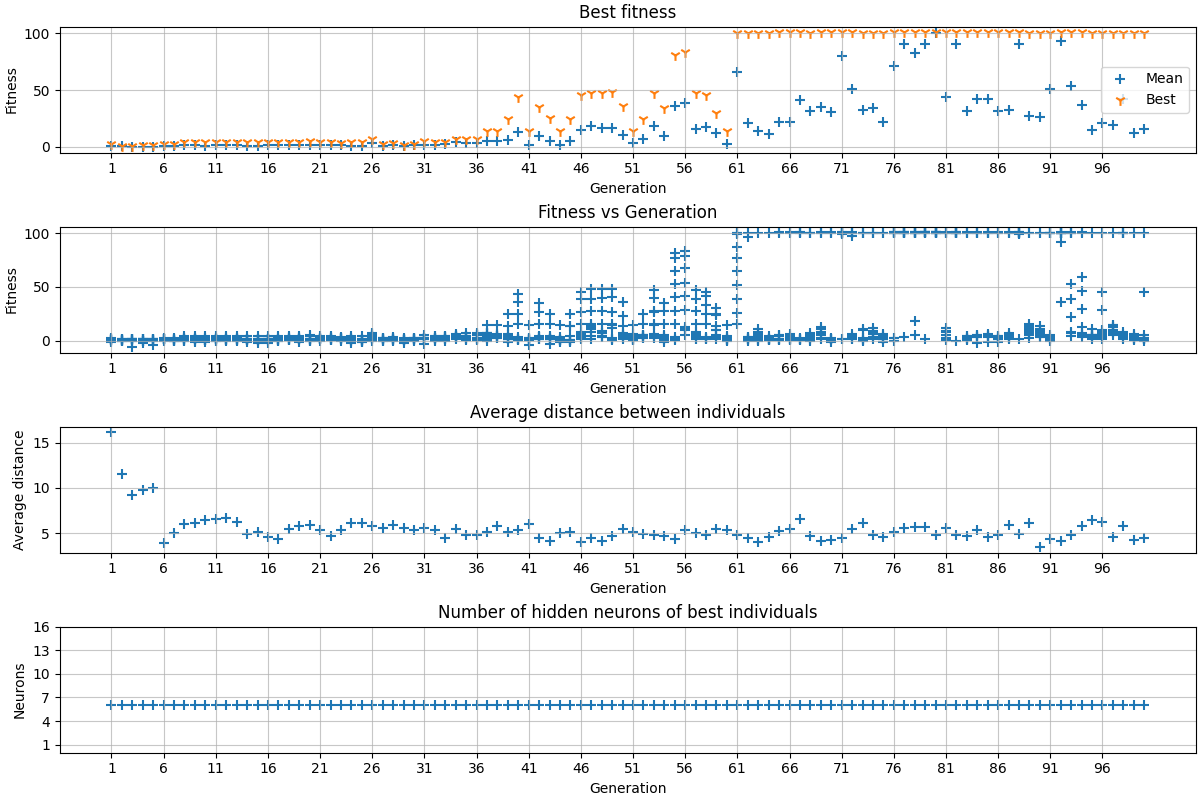 Best fitness
Fitness
100
50
0
Mean
Best
1 6 11 16 21 26 31 36 41 46 51 56 61 66 71 76 81 86 91 96
Generation
Fitness vs Generation
Fitness
100
50
0
1 6 11 16 21 26 31 36 41 46 51 56 61 66 71 76 81 86 91 96
Generation
Average distance between individuals
Average distance
15
10
5
1 6 11 16 21 26 31 36 41 46 51 56 61 66 71 76 81 86 91 96
Generation
Number of hidden neurons of best individuals
Neurons
16
13
10
7
4
1
1 6 11 16 21 26 31 36 41 46 51 56 61 66 71 76 81 86 91 96
Generation